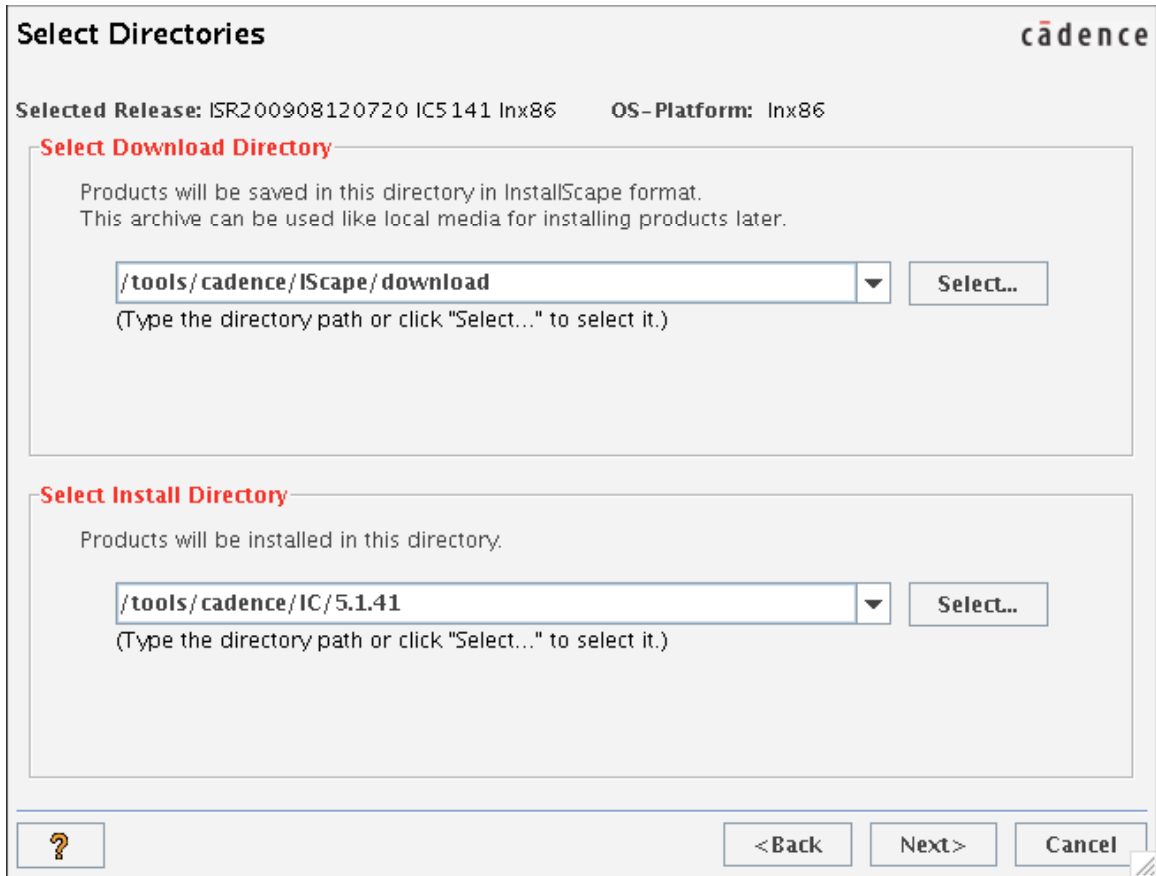 Select Directories
cādence
Selected Release: ISR200908120720 IC5141 lnx86 OS-Platform: lnx86
Select Download Directory
Products will be saved in this directory in InstallScape format.
This archive can be used like local media for installing products later.
/tools/cadence/IScape/download
Select...
(Type the directory path or click "Select..." to select it.)
Select Install Directory
Products will be installed in this directory.
/tools/cadence/IC/5.1.41
Select...
(Type the directory path or click "Select..." to select it.)
?
<Back
Next>
Cancel